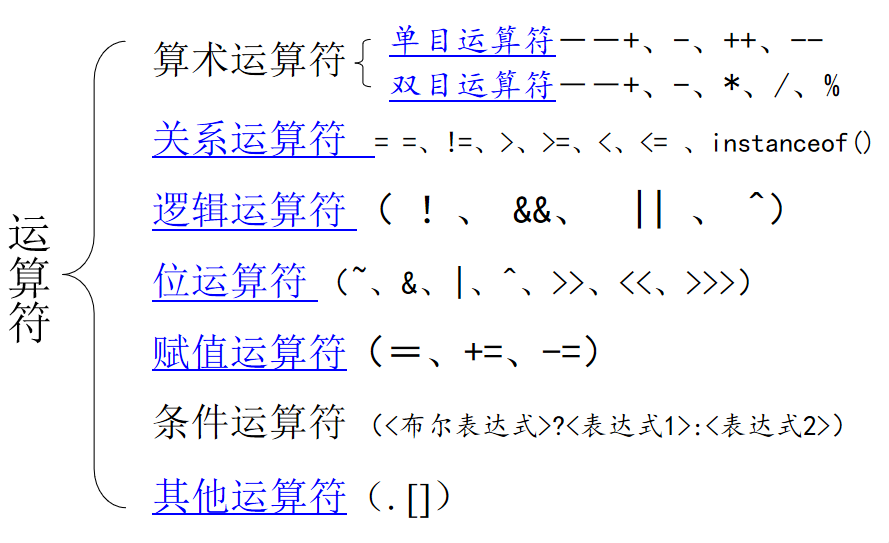 运算符
算术运算符
单目运算符——+、-、++、--
双目运算符——+、-、*、/、%
关系运算符 = =、!=、>、>=、<、<= 、instanceof()
逻辑运算符 ( ! 、 &&、 || 、 ^)
位运算符 (~、&、|、^、>>、<<、>>>)
赋值运算符 (＝、+=、-=)
条件运算符 (<布尔表达式>?<表达式1>:<表达式2>)
其他运算符 (. [])